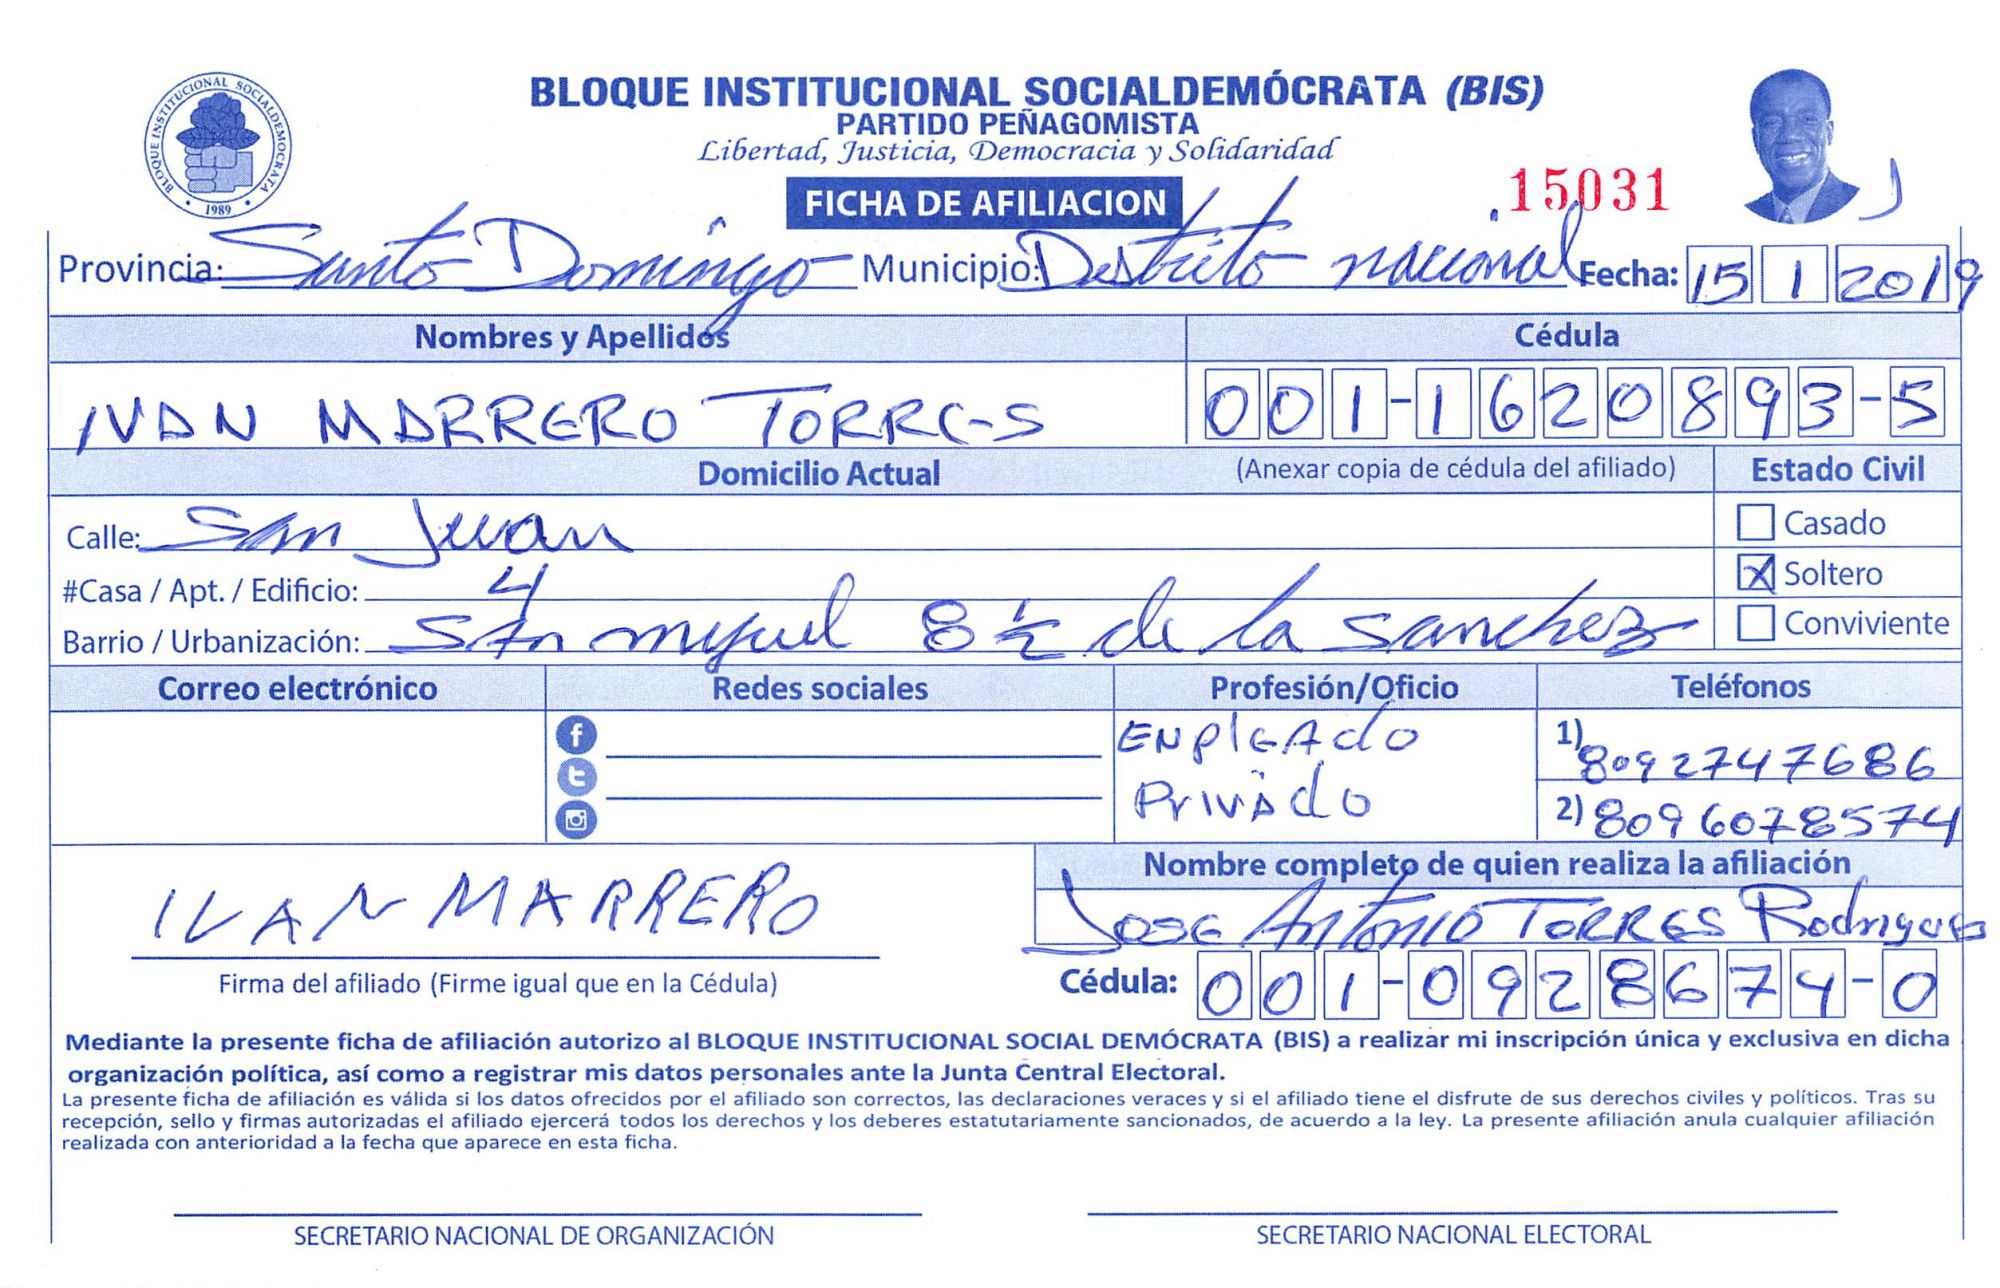 BLOQUE INSTITUCIONAL SOCIALDEMÓCRATA (BIS)
PARTIDO PEÑAGOMISTA
Libertad, Justicia, Democracia y Solidaridad
BLOQUE INSTITUCIONAL SOCIALDEMOCRATA
1989
FICHA DE AFILIACION
15031
Provincia: Santo Domingo Municipio: Distrito nacional Fecha: 15 1 2019
Nombres y Apellidos Cédula
IVAN MARRERO TORRES 001-1620893-5
Domicilio Actual (Anexar copia de cédula del afiliado) Estado Civil
Calle: San Juan Casado
#Casa / Apt. / Edificio: 4 Soltero
Barrio / Urbanización: San miguel 8 ½ de la sanchez Conviviente
Correo electrónico Redes sociales Profesión/Oficio Teléfonos
ENplEAdo 1) 8092747686
PrivAdo 2) 8096078574
Nombre completo de quien realiza la afiliación
IVAN MARRERO Jose Antonio TORRES Rodrigues
Firma del afiliado (Firme igual que en la Cédula) Cédula: 001-0928674-0
Mediante la presente ficha de afiliación autorizo al BLOQUE INSTITUCIONAL SOCIAL DEMÓCRATA (BIS) a realizar mi inscripción única y exclusiva en dicha
organización política, así como a registrar mis datos personales ante la Junta Central Electoral.
La presente ficha de afiliación es válida si los datos ofrecidos por el afiliado son correctos, las declaraciones veraces y si el afiliado tiene el disfrute de sus derechos civiles y políticos. Tras su
recepción, sello y firmas autorizadas el afiliado ejercerá todos los derechos y los deberes estatutariamente sancionados, de acuerdo a la ley. La presente afiliación anula cualquier afiliación
realizada con anterioridad a la fecha que aparece en esta ficha.
SECRETARIO NACIONAL DE ORGANIZACIÓN SECRETARIO NACIONAL ELECTORAL